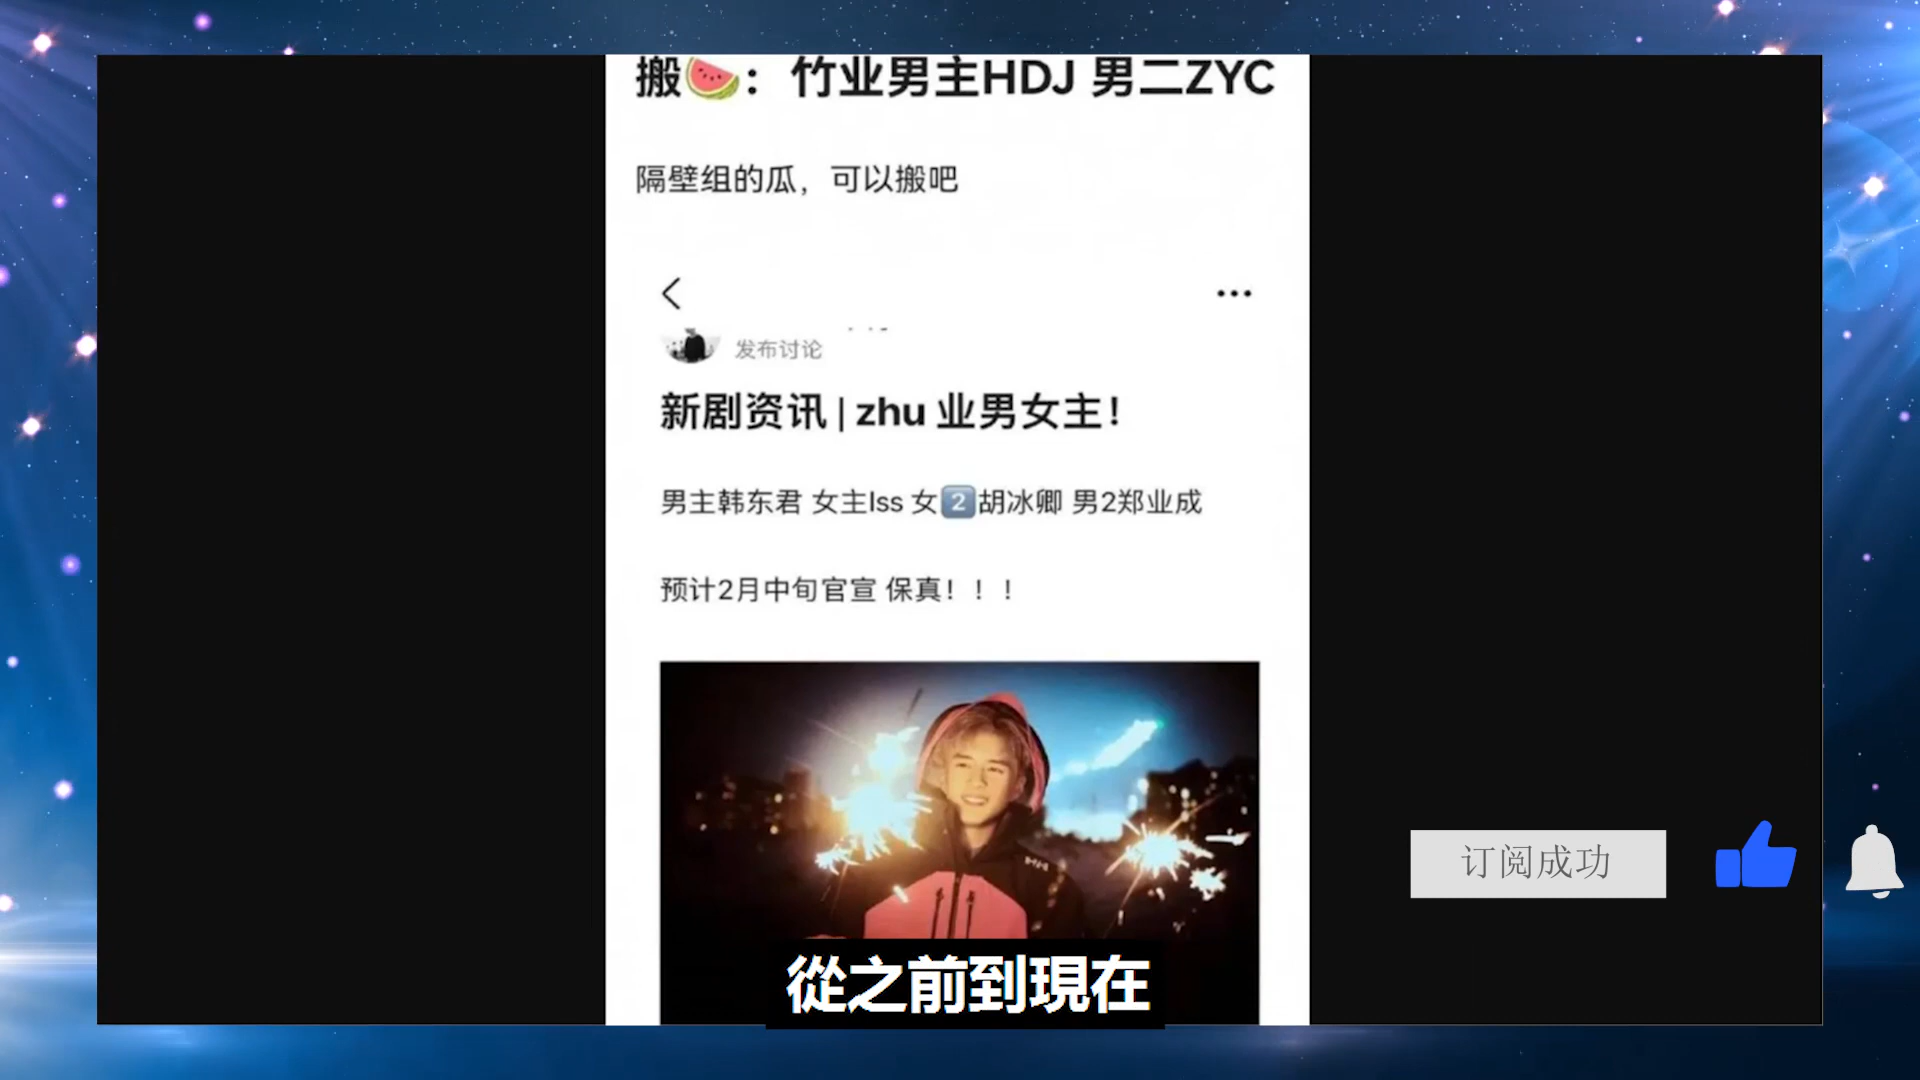 搬🍉：竹业男主HDJ 男二ZYC
隔壁组的瓜，可以搬吧
发布讨论
新剧资讯 | zhu 业男女主！
男主韩东君 女主lss 女2️⃣胡冰卿 男2郑业成
预计2月中旬官宣 保真！！！
订阅成功
從之前到現在